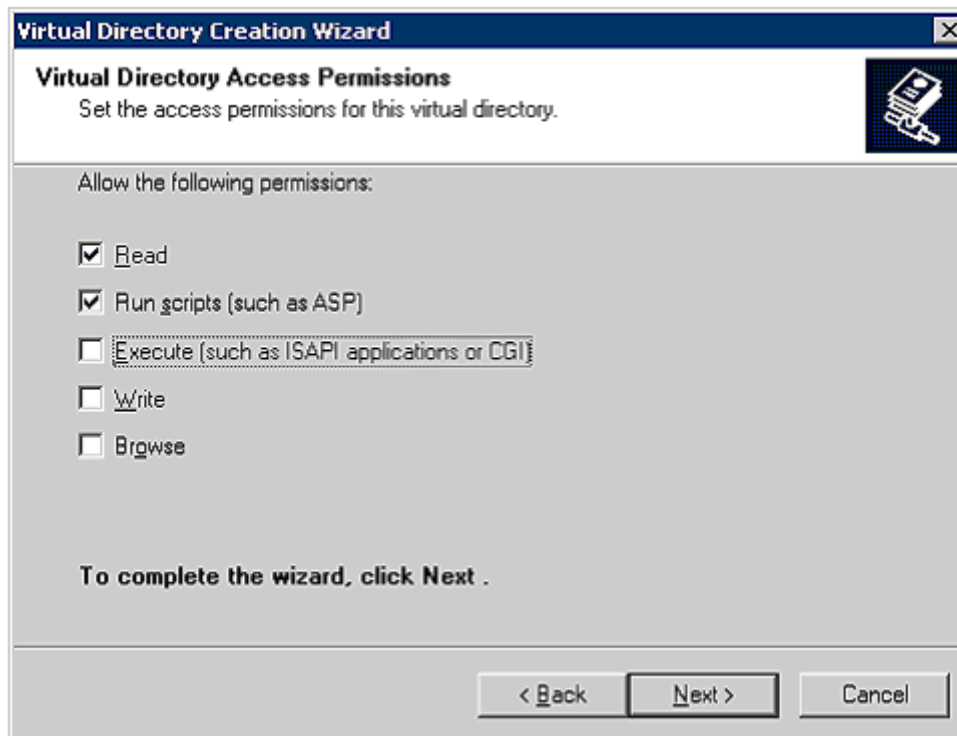 Virtual Directory Creation Wizard
Virtual Directory Access Permissions
Set the access permissions for this virtual directory.
Allow the following permissions:
Read
Run scripts (such as ASP)
Execute (such as ISAPI applications or CGI)
Write
Browse
To complete the wizard, click Next .
< Back Next > Cancel